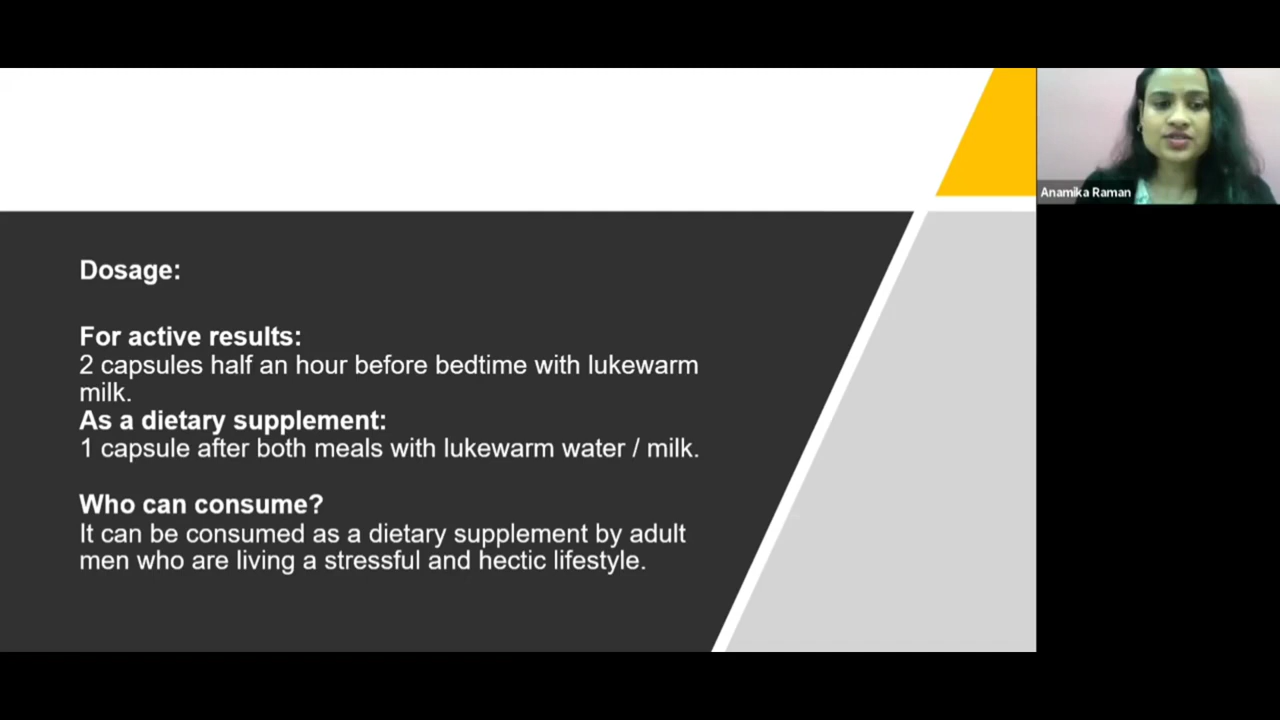 Dosage:
For active results:
2 capsules half an hour before bedtime with lukewarm
milk.
As a dietary supplement:
1 capsule after both meals with lukewarm water / milk.
Who can consume?
It can be consumed as a dietary supplement by adult
men who are living a stressful and hectic lifestyle.
Anamika Raman